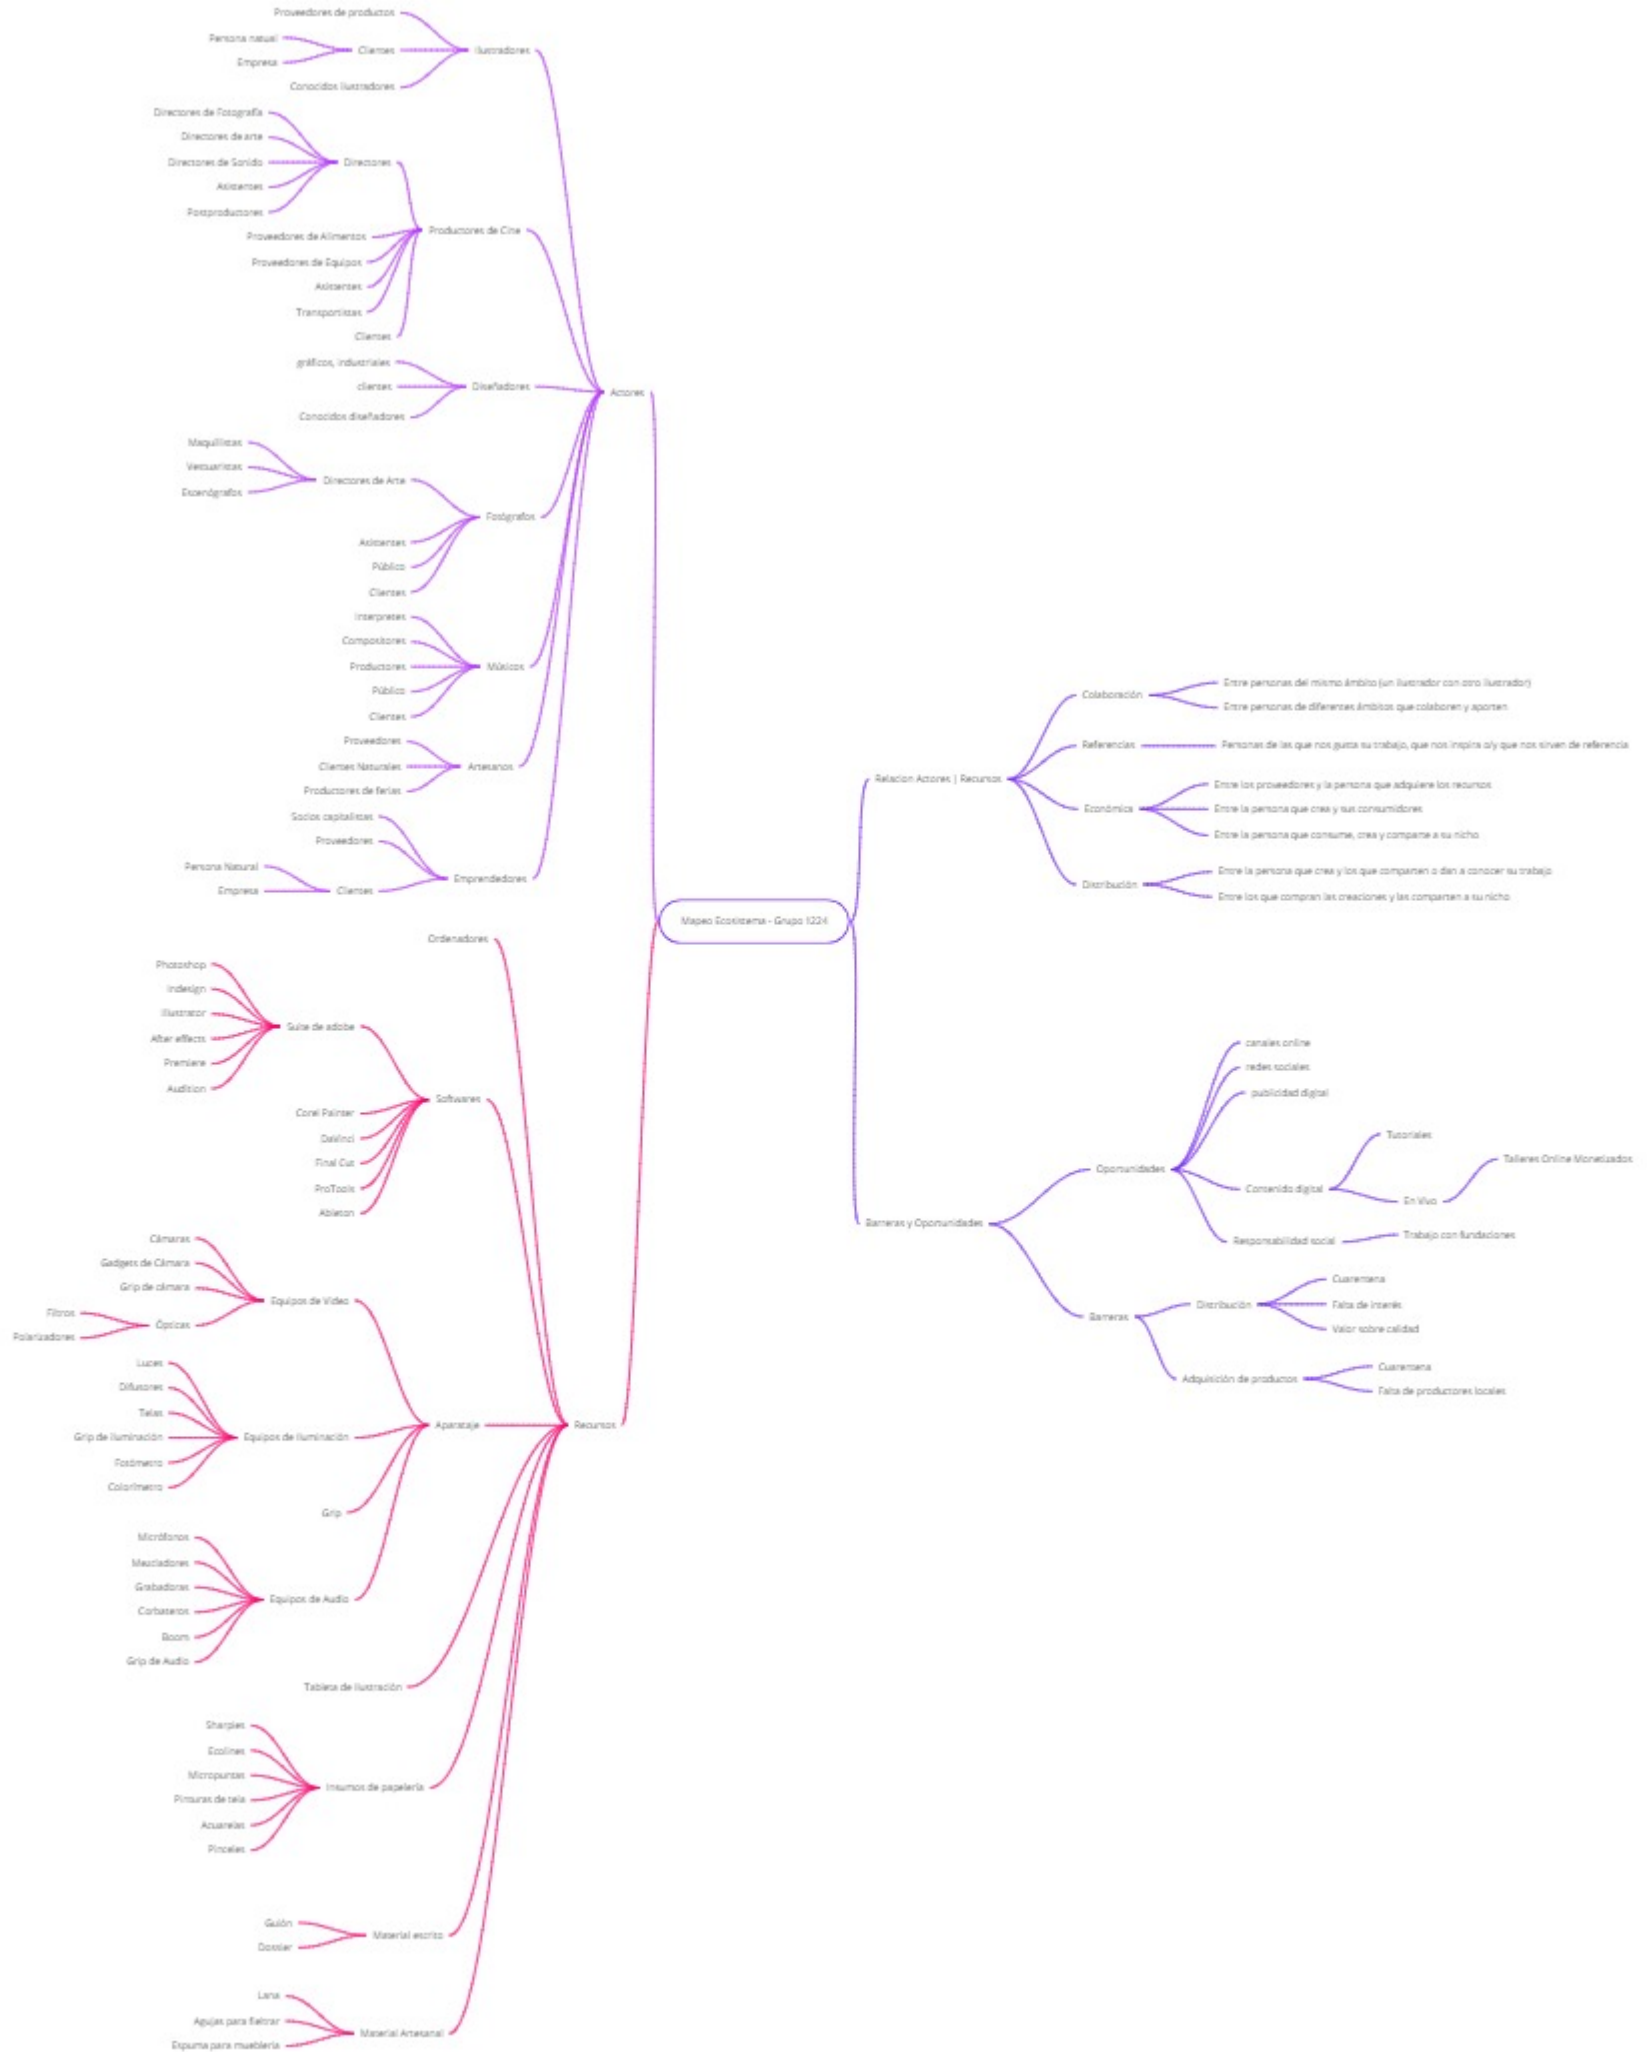 Proveedores de productos
Persona natual
Clientes
Ilustradores
Empresa
Conocidos ilustradores
Directores de Fotografía
Directores de arte
Directores de Sonido
Directores
Asistentes
Postproductores
Productores de Cine
Proveedores de Alimentos
Proveedores de Equipos
Asistentes
Transportistas
Clientes
gráficos, industriales
clientes
Diseñadores
Actores
Conocidos diseñadores
Maquillistas
Vestuaristas
Directores de Arte
Escenógrafos
Fotógrafos
Asistentes
Público
Clientes
Interpretes
Compositores
Productores
Músicos
Público
Clientes
Proveedores
Clientes Naturales
Artesanos
Productores de ferias
Socios capitalistas
Proveedores
Persona Natural
Emprendedores
Empresa
Clientes
Mapeo Ecosistema - Grupo 1224
Ordenadores
Photoshop
Indesign
Illustrator
Suite de adobe
After effects
Premiere
Audition
Softwares
Corel Painter
DaVinci
Final Cut
ProTools
Ableton
Cámaras
Gadgets de Cámara
Grip de cámara
Equipos de Video
Filtros
Ópticas
Polarizadores
Luces
Difusores
Telas
Aparataje
Recursos
Grip de iluminación
Equipos de iluminación
Fotómetro
Colorímetro
Grip
Micrófonos
Mezcladores
Grabadoras
Equipos de Audio
Corbateros
Boom
Grip de Audio
Tableta de ilustración
Sharpies
Ecolines
Micropuntas
Insumos de papelería
Pinturas de tela
Acuarelas
Pinceles
Guión
Material escrito
Dossier
Lana
Agujas para fieltrar
Material Artesanal
Espuma para mueblería
Relacion Actores | Recursos
Colaboración
Entre personas del mismo ámbito (un ilustrador con otro ilustrador)
Entre personas de diferentes ámbitos que colaboren y aporten
Referencias
Personas de las que nos gusta su trabajo, que nos inspira o/y que nos sirven de referencia
Económica
Entre los proveedores y la persona que adquiere los recursos
Entre la persona que crea y sus consumidores
Entre la persona que consume, crea y comparte a su nicho
Distribución
Entre la persona que crea y los que comparten o dan a conocer su trabajo
Entre los que compran las creaciones y las comparten a su nicho
Barreras y Oportunidades
Oportunidades
canales online
redes sociales
publicidad digital
Contenido digital
Tutoriales
En Vivo
Talleres Online Monetizados
Responsabilidad social
Trabajo con fundaciones
Barreras
Distribución
Cuarentena
Falta de interés
Valor sobre calidad
Adquisición de productos
Cuarentena
Falta de productores locales